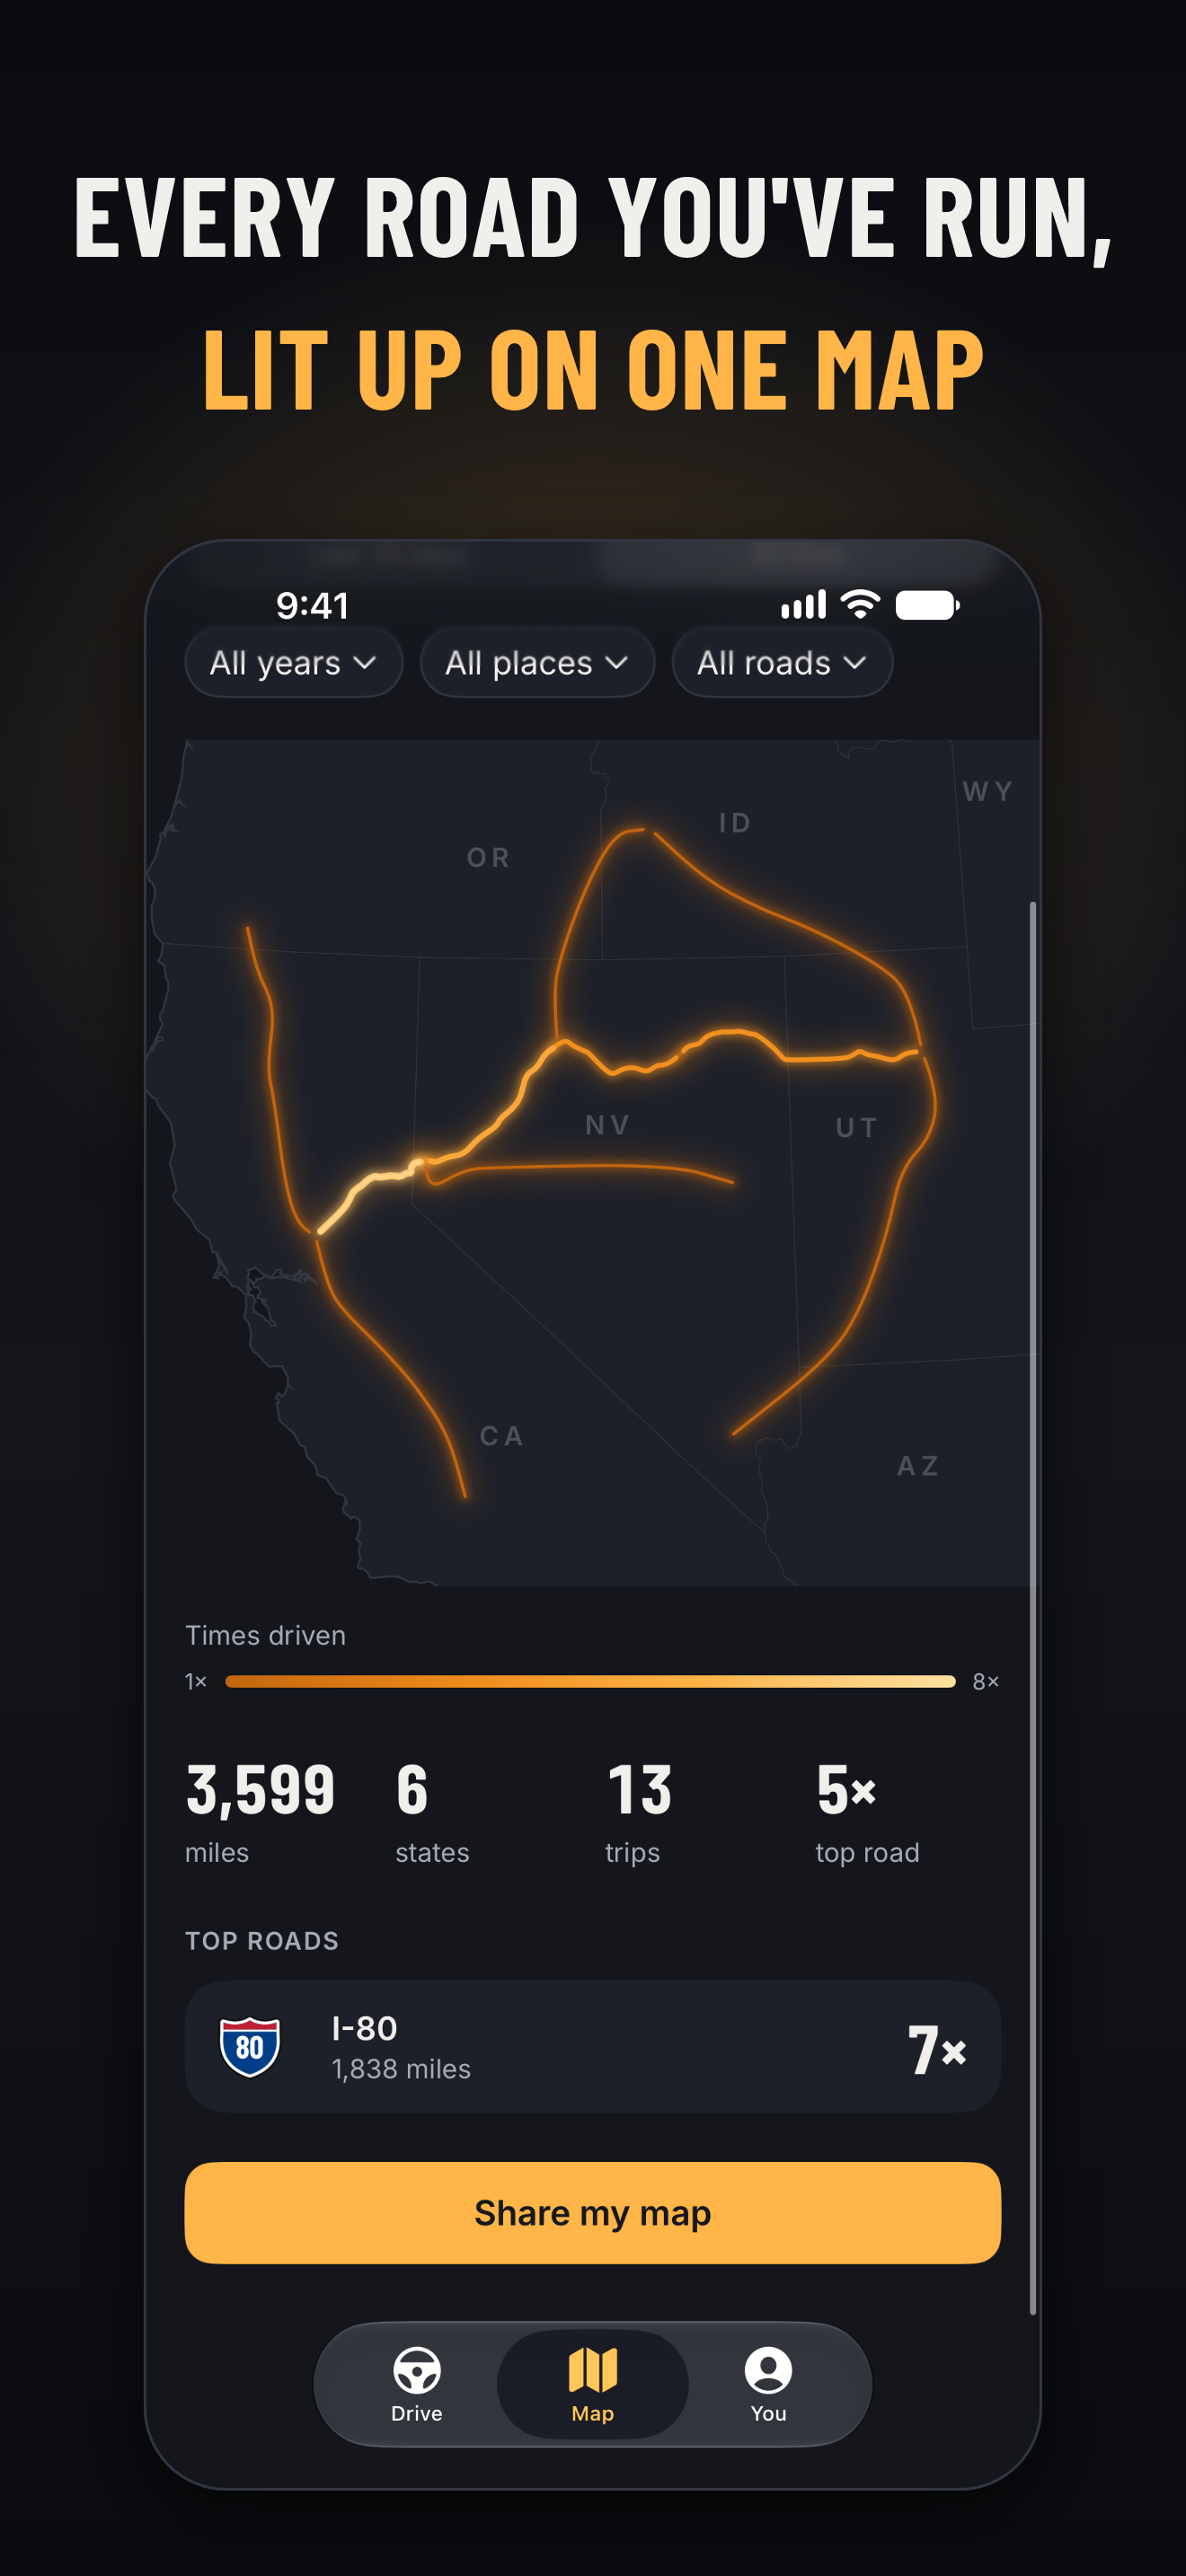 EVERY ROAD YOU'VE RUN,
LIT UP ON ONE MAP
9:41
All years All places All roads
WY
ID
OR
NV
UT
CA
AZ
Times driven
1× 8×
3,599 6 13 5×
miles states trips top road
TOP ROADS
80 I-80 7×
1,838 miles
Share my map
Drive Map You